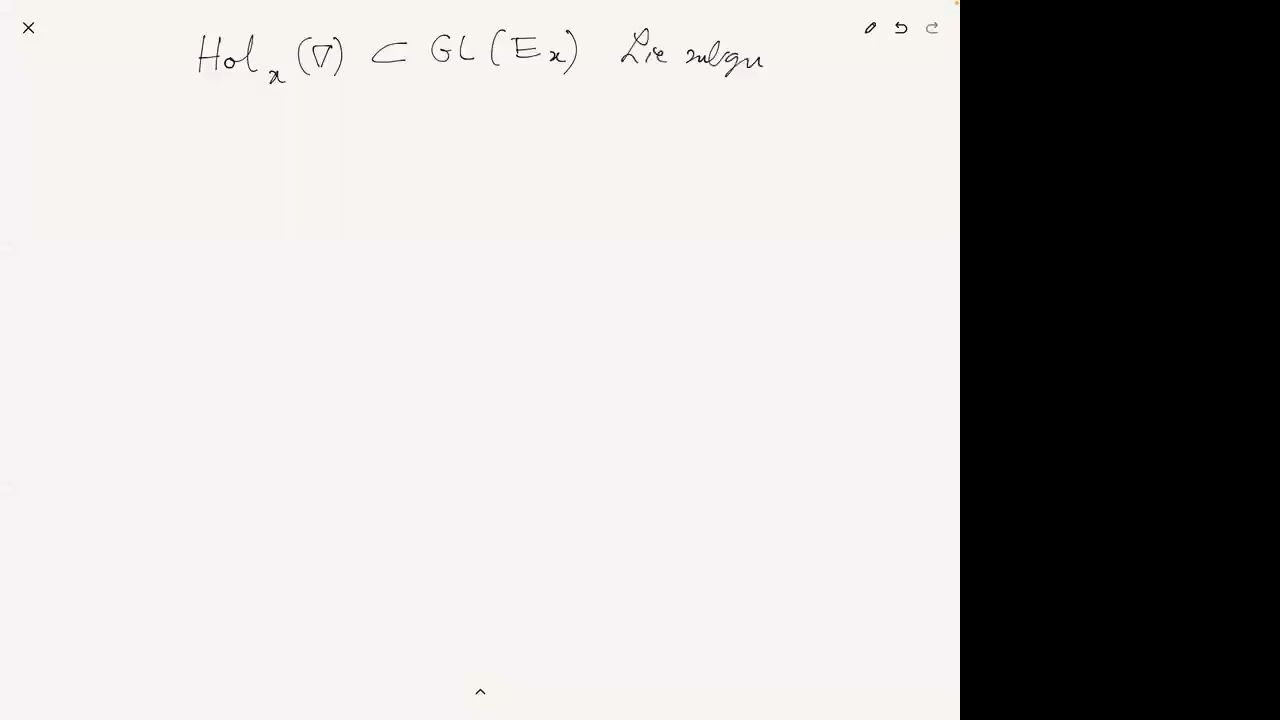 Hol_x (∇) ⊂ GL(E_x) Lie subgr